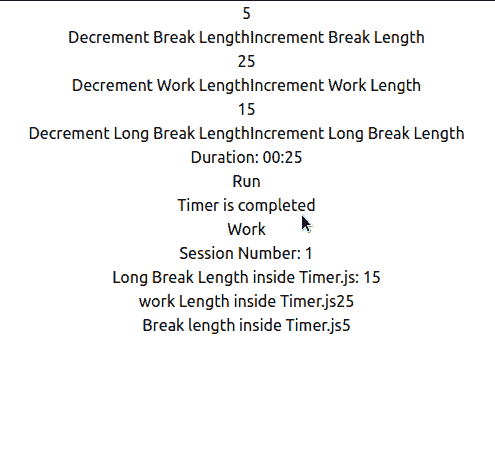 5
Decrement Break LengthIncrement Break Length
25
Decrement Work LengthIncrement Work Length
15
Decrement Long Break LengthIncrement Long Break Length
Duration: 00:25
Run
Timer is completed
Work
Session Number: 1
Long Break Length inside Timer.js: 15
work Length inside Timer.js25
Break length inside Timer.js5